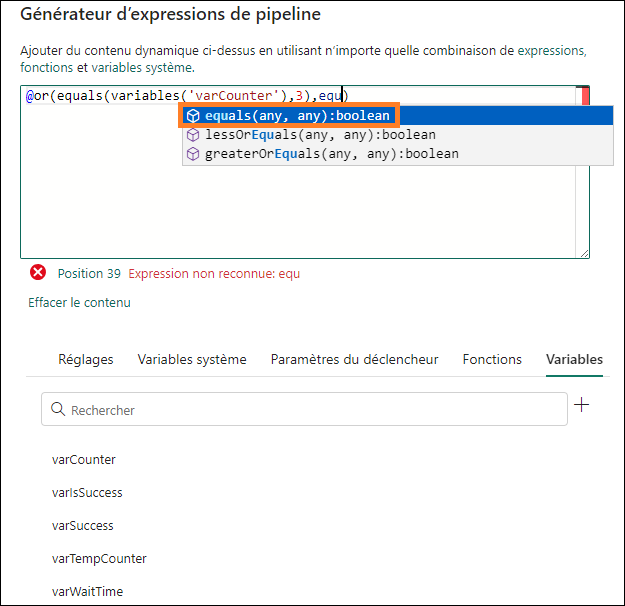 Générateur d’expressions de pipeline
Ajouter du contenu dynamique ci-dessus en utilisant n’importe quelle combinaison de expressions,
fonctions et variables système.
@or(equals(variables('varCounter'),3),equ)
equals(any, any):boolean
lessOrEquals(any, any):boolean
greaterOrEquals(any, any):boolean
Position 39 Expression non reconnue: equ
Effacer le contenu
Réglages Variables système Paramètres du déclencheur Fonctions Variables
Rechercher
varCounter
varIsSuccess
varSuccess
varTempCounter
varWaitTime